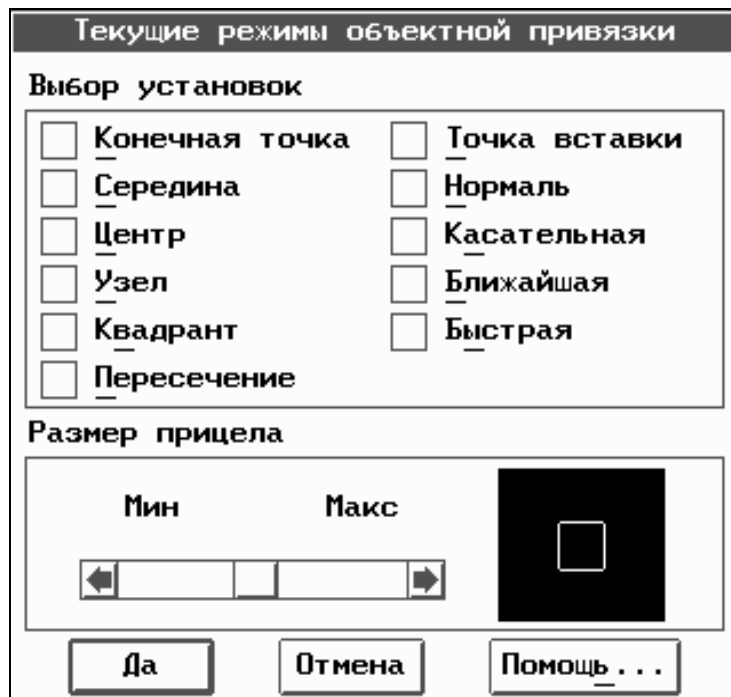 Текущие режимы объектной привязки
Выбор установок
Конечная точка
Середина
Центр
Узел
Квадрант
Пересечение
Точка вставки
Нормаль
Касательная
Ближайшая
Быстрая
Размер прицела
Мин Макс
Да Отмена Помощь...